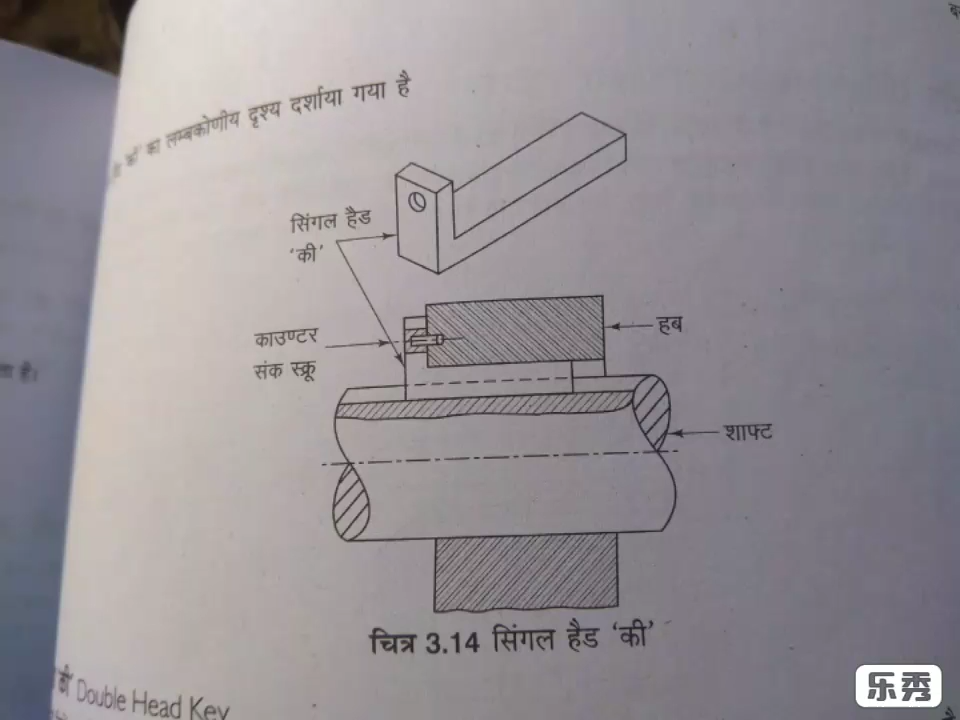 का लम्बकोणीय दृश्य दर्शाया गया है
सिंगल हैड
'की'
काउण्टर
संक स्क्रू
हब
है।
शाफ्ट
चित्र 3.14 सिंगल हैड 'की'
'की' Double Head Key
乐秀